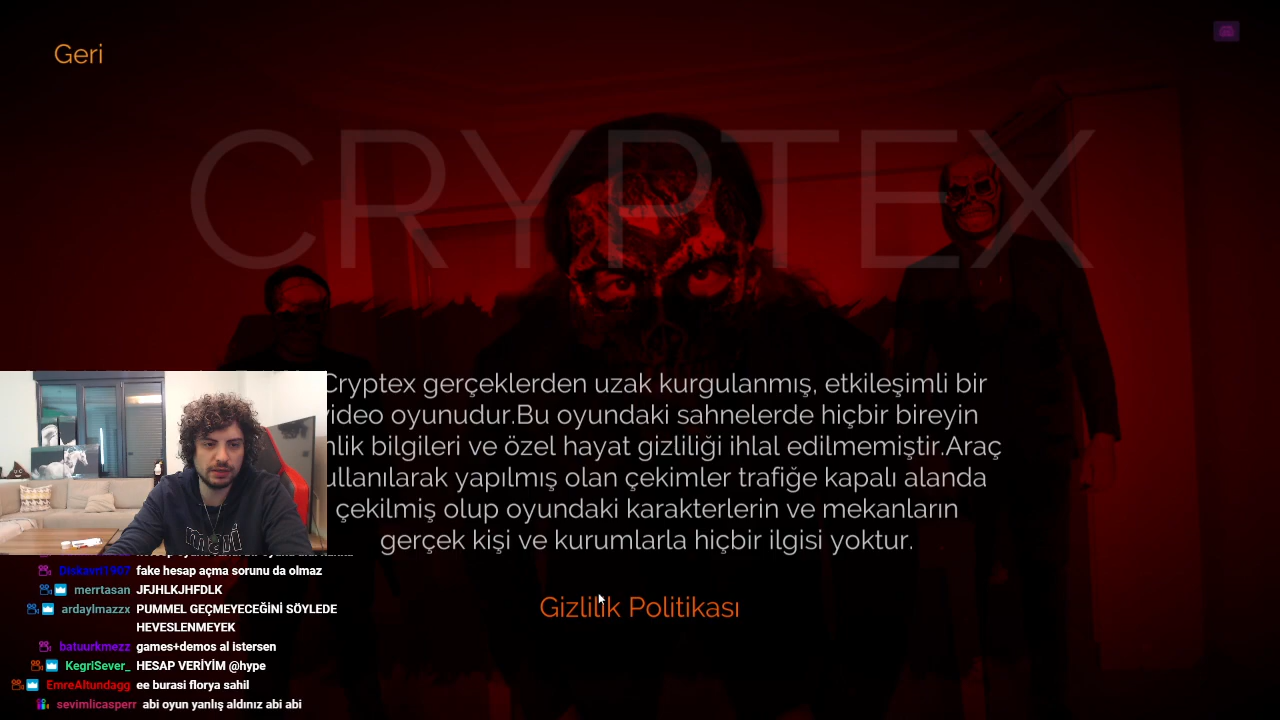 Geri
CRYPTEX
Cryptex gerçeklerden uzak kurgulanmış, etkileşimli bir
video oyunudur.Bu oyundaki sahnelerde hiçbir bireyin
bilgileri ve özel hayat gizliliği ihlal edilmemiştir.Araç
yapılmış olan çekimler trafiğe kapalı alanda
çekilmiş olup oyundaki karakterlerin ve mekanların
gerçek kişi ve kurumlarla hiçbir ilgisi yoktur.
Gizlilik Politikası
Diskavri1907 fake hesap açma sorunu da olmaz
merrtasan JFJHLKJHFDLK
ardaylmazzx PUMMEL GEÇMEYECEĞİNİ SÖYLEDE
HEVESLENMEYEK
batuurkmezz games+demos al istersen
KegriSever_ HESAP VERİYİM @hype
EmreAltundagg ee burasi florya sahil
sevimlicasperr abi oyun yanlış aldınız abi abi